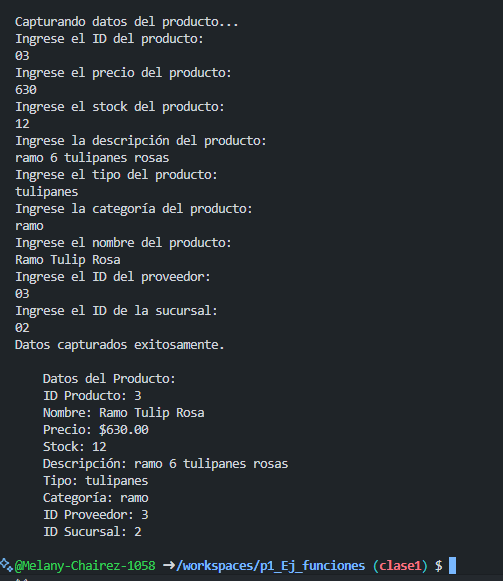 Capturando datos del producto...
Ingrese el ID del producto:
03
Ingrese el precio del producto:
630
Ingrese el stock del producto:
12
Ingrese la descripción del producto:
ramo 6 tulipanes rosas
Ingrese el tipo del producto:
tulipanes
Ingrese la categoría del producto:
ramo
Ingrese el nombre del producto:
Ramo Tulip Rosa
Ingrese el ID del proveedor:
03
Ingrese el ID de la sucursal:
02
Datos capturados exitosamente.
Datos del Producto:
ID Producto: 3
Nombre: Ramo Tulip Rosa
Precio: $630.00
Stock: 12
Descripción: ramo 6 tulipanes rosas
Tipo: tulipanes
Categoría: ramo
ID Proveedor: 3
ID Sucursal: 2
@Melany-Chairez-1058 ➜/workspaces/p1_Ej_funciones (clase1) $